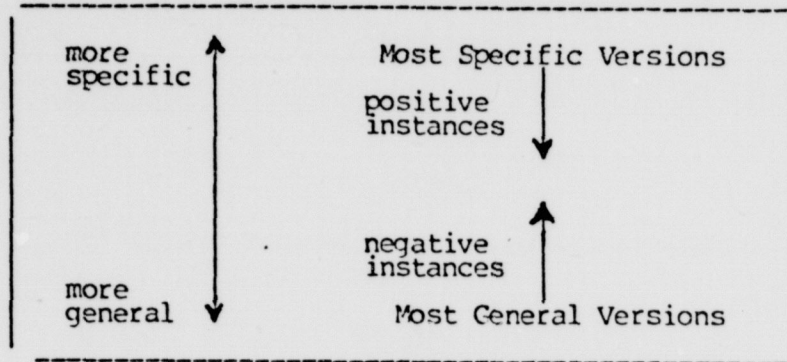 more
specific
Most Specific Versions
positive
instances
negative
instances
more
general
Most General Versions